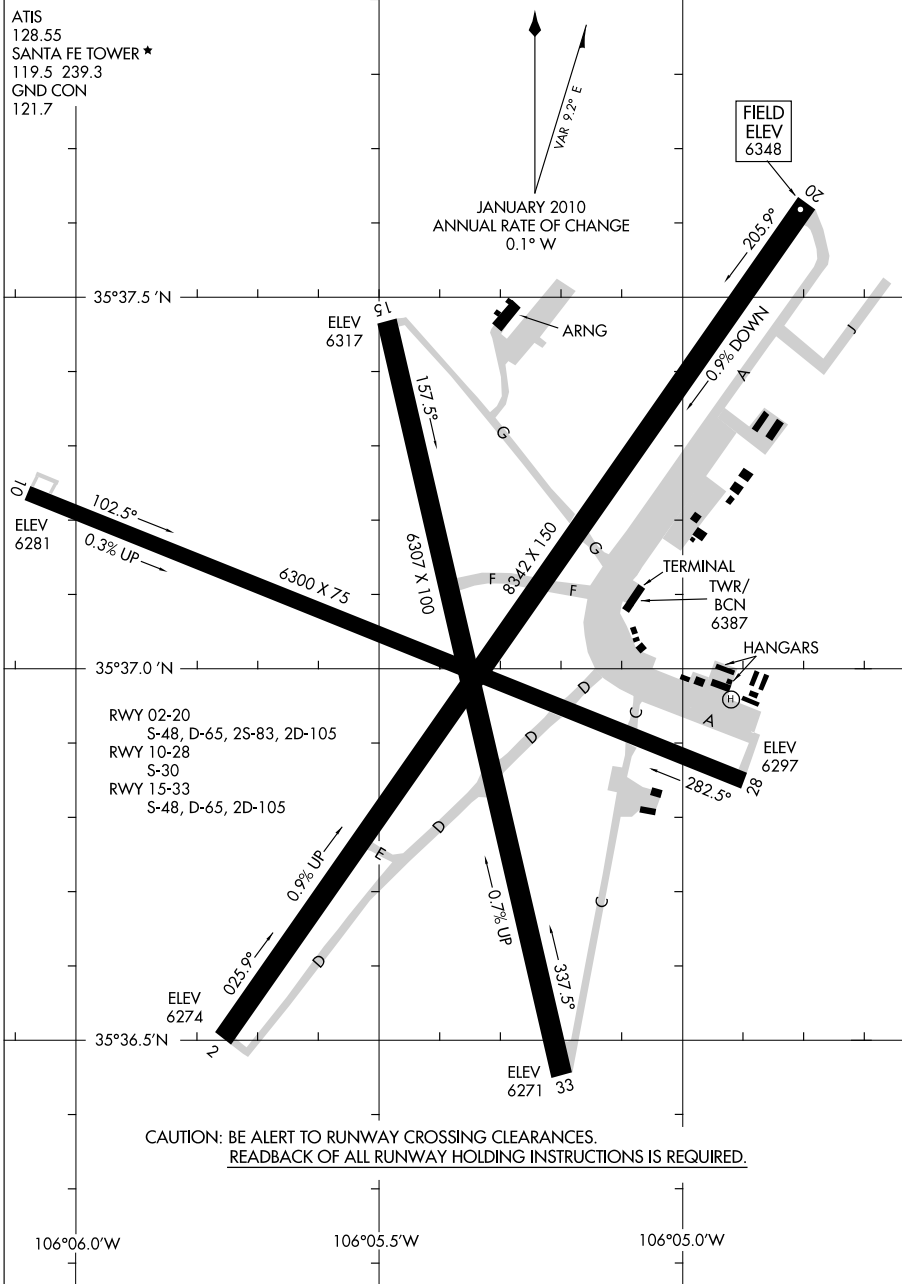 ATIS
128.55
SANTA FE TOWER ★
119.5 239.3
GND CON
121.7
VAR 9.2° E
JANUARY 2010
ANNUAL RATE OF CHANGE
0.1° W
FIELD
ELEV
6348
20
205.9°
0.9% DOWN
35°37.5'N
15
ELEV
6317
ARNG
157.5°
J
A
G
10
ELEV
6281
102.5°
0.3% UP
6300 X 75
6307 X 100
8342 X 150
G
F
F
TERMINAL
TWR/
BCN
6387
35°37.0'N
HANGARS
H
D
C
A
D
RWY 02-20
S-48, D-65, 2S-83, 2D-105
RWY 10-28
S-30
RWY 15-33
S-48, D-65, 2D-105
ELEV
6297
282.5°
28
D
E
0.9% UP
0.7% UP
C
025.9°
D
337.5°
ELEV
6274
2
35°36.5'N
ELEV
6271
33
CAUTION: BE ALERT TO RUNWAY CROSSING CLEARANCES.
READBACK OF ALL RUNWAY HOLDING INSTRUCTIONS IS REQUIRED.
106°06.0'W
106°05.5'W
106°05.0'W